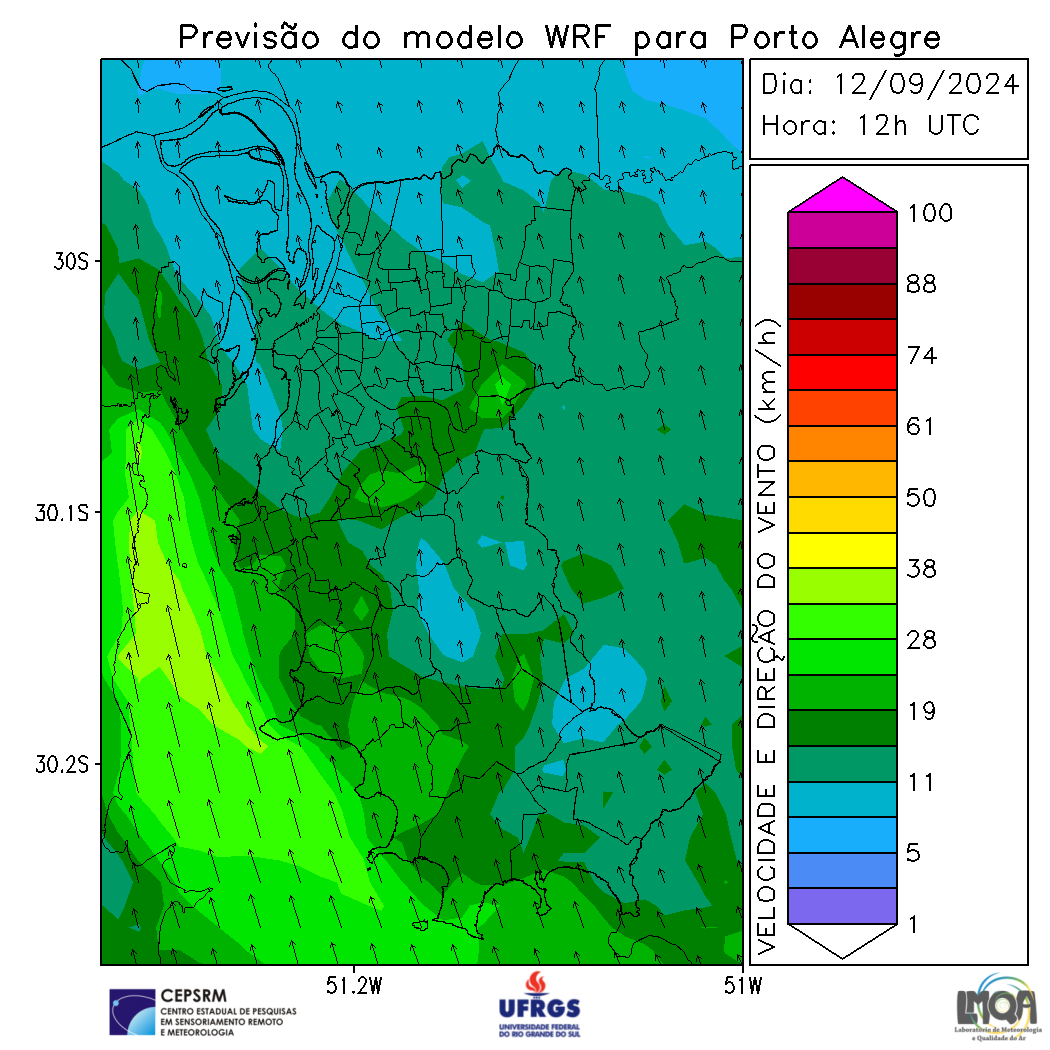 Previsão do modelo WRF para Porto Alegre
Dia: 12/09/2024
Hora: 12h UTC
30S
30.1S
30.2S
51.2W
51W
VELOCIDADE E DIREÇÃO DO VENTO (km/h)
100
88
74
61
50
38
28
19
11
5
1
CEPSRM
CENTRO ESTADUAL DE PESQUISAS
EM SENSORIAMENTO REMOTO
E METEOROLOGIA
UFRGS
UNIVERSIDADE FEDERAL
DO RIO GRANDE DO SUL
LMQA
Laboratório de Meteorologia
e Qualidade do Ar